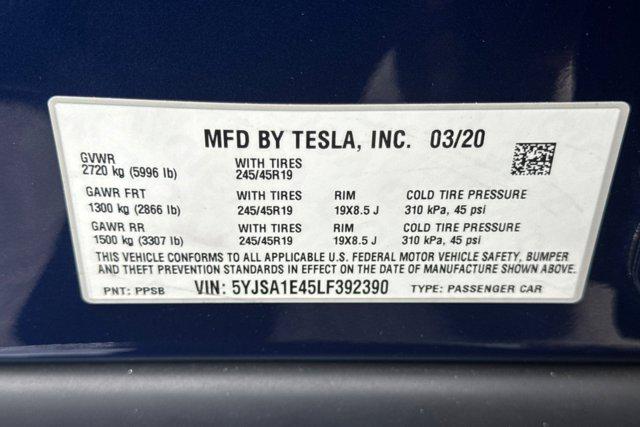 MFD BY TESLA, INC. 03/20
GVWR
2720 kg (5996 lb)
WITH TIRES
245/45R19
GAWR FRT
1300 kg (2866 lb)
WITH TIRES
245/45R19
RIM
19X8.5 J
COLD TIRE PRESSURE
310 kPa, 45 psi
GAWR RR
1500 kg (3307 lb)
WITH TIRES
245/45R19
RIM
19X8.5 J
COLD TIRE PRESSURE
310 kPa, 45 psi
THIS VEHICLE CONFORMS TO ALL APPLICABLE U.S. FEDERAL MOTOR VEHICLE SAFETY, BUMPER
AND THEFT PREVENTION STANDARDS IN EFFECT ON THE DATE OF MANUFACTURE SHOWN ABOVE.
PNT: PPSB VIN: 5YJSA1E45LF392390 TYPE: PASSENGER CAR